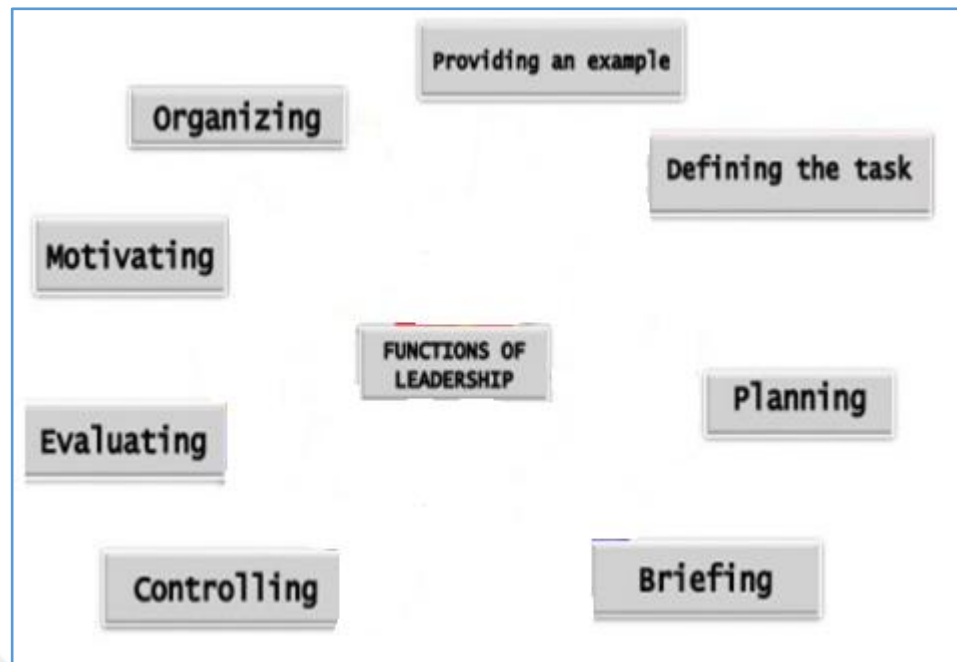 Providing an example
Organizing
Defining the task
Motivating
FUNCTIONS OF
LEADERSHIP
Planning
Evaluating
Controlling
Briefing